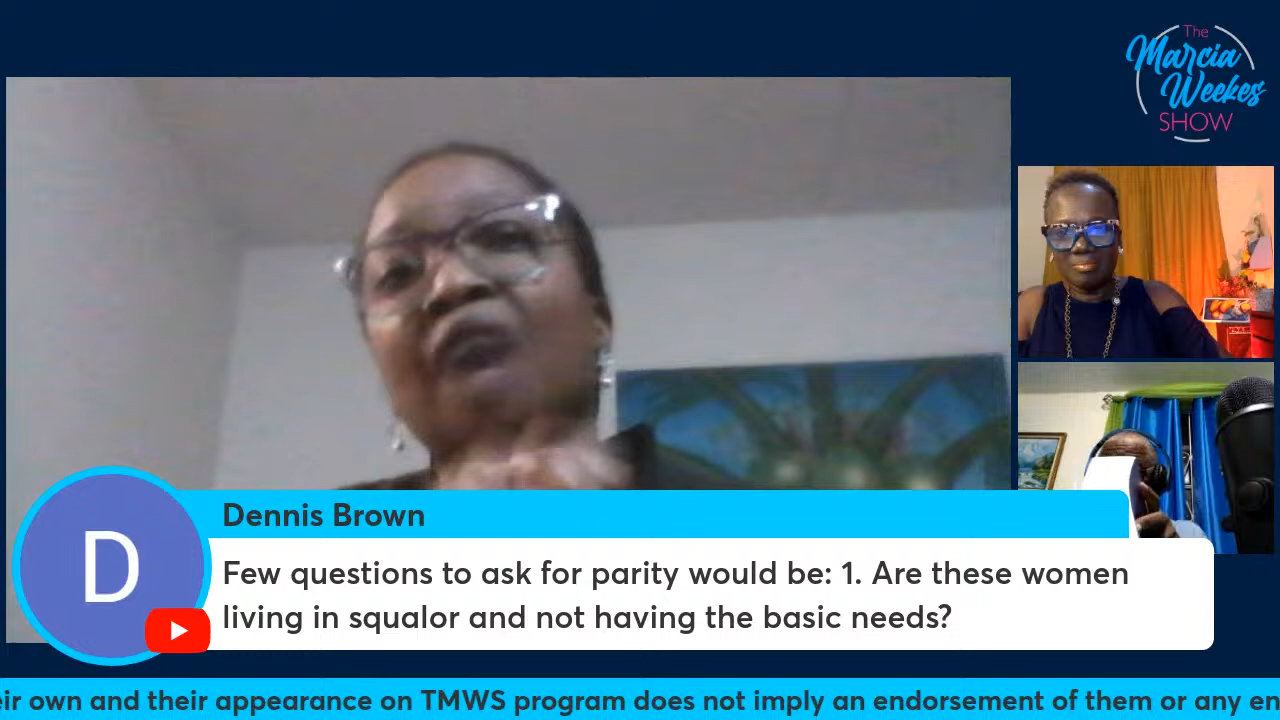 The
Marcia
Weekes
SHOW
D
Dennis Brown
Few questions to ask for parity would be: 1. Are these women
living in squalor and not having the basic needs?
eir own and their appearance on TMWS program does not imply an endorsement of them or any en